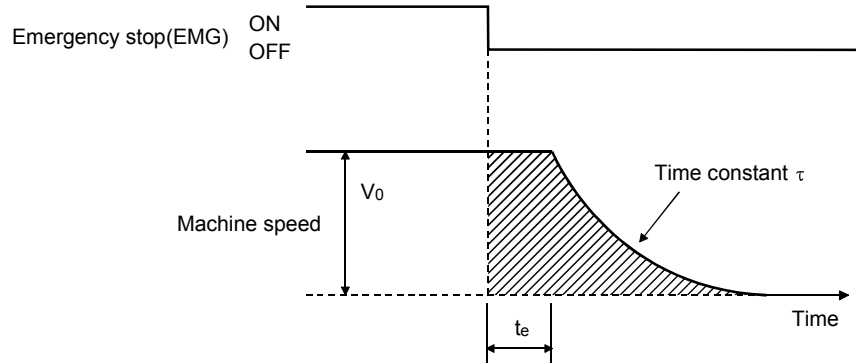 ON
Emergency stop(EMG)
OFF
Time constant τ
V0
Machine speed
Time
te